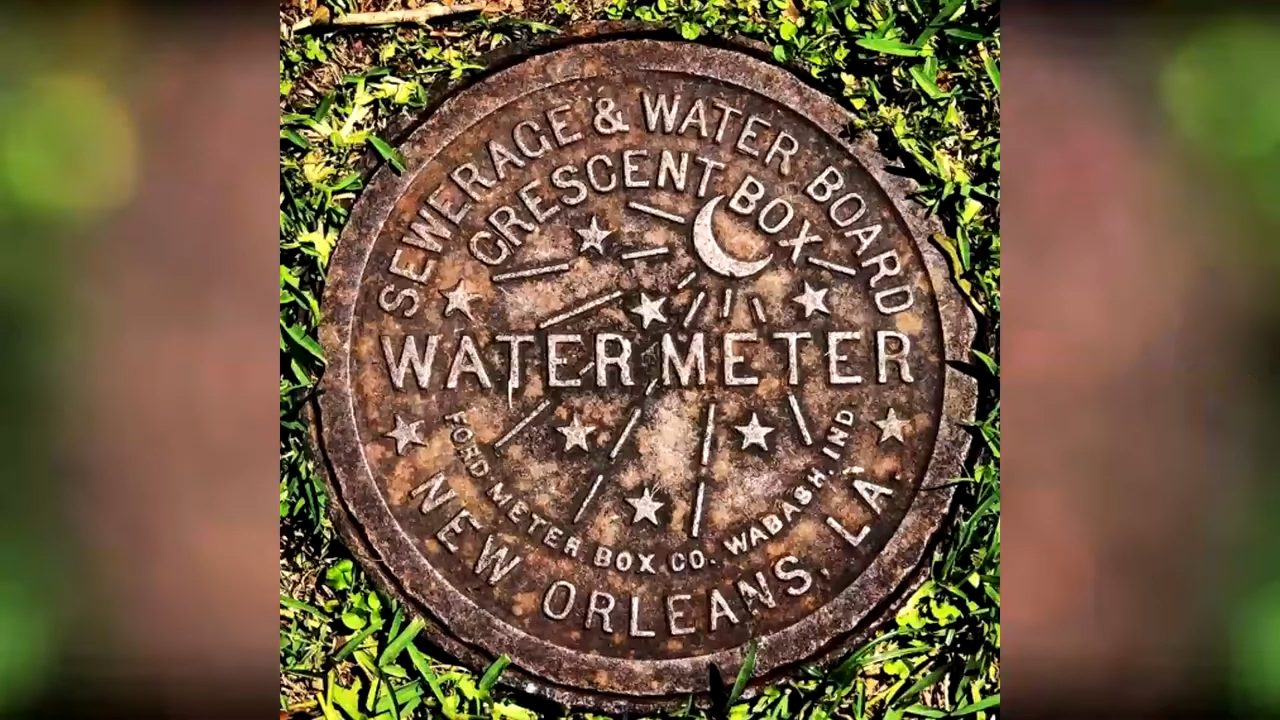 SEWERAGE & WATER BOARD
CRESCENT BOX
WATER METER
FORD METER BOX CO. WABASH, IND
NEW ORLEANS, LA.